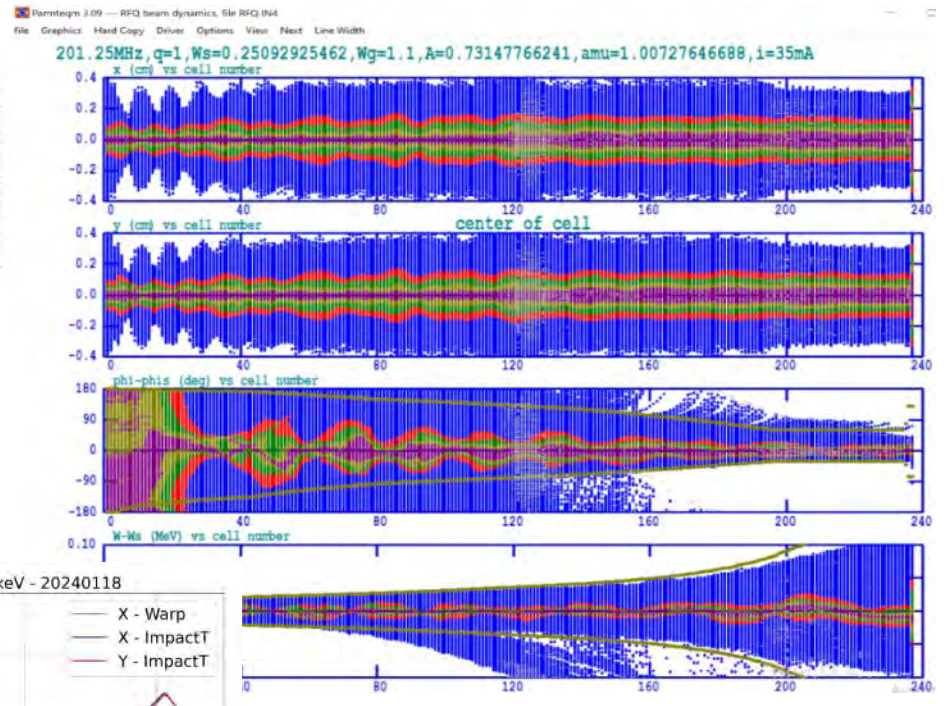 Parmteqm 3.09 --- RFQ beam dynamics, file RFQ.IN4
File Graphics Hard Copy Driver Options View Next Line Width
201.25MHz,q=1,Ws=0.25092925462,Wg=1.1,A=0.73147766241,amu=1.00727646688,i=35mA
x (cm) vs cell number
0.4
0.2
0.0
-0.2
-0.4
0 40 80 120 160 200 240
y (cm) vs cell number center of cell
0.4
0.2
0.0
-0.2
-0.4
0 40 80 120 160 200 240
phi-phis (deg) vs cell number
180
90
0
-90
-180
0 40 80 120 160 200 240
W-Ws (MeV) vs cell number
0.10
keV - 20240118
X - Warp
X - ImpactT
Y - ImpactT
0 80 120 160 200 240